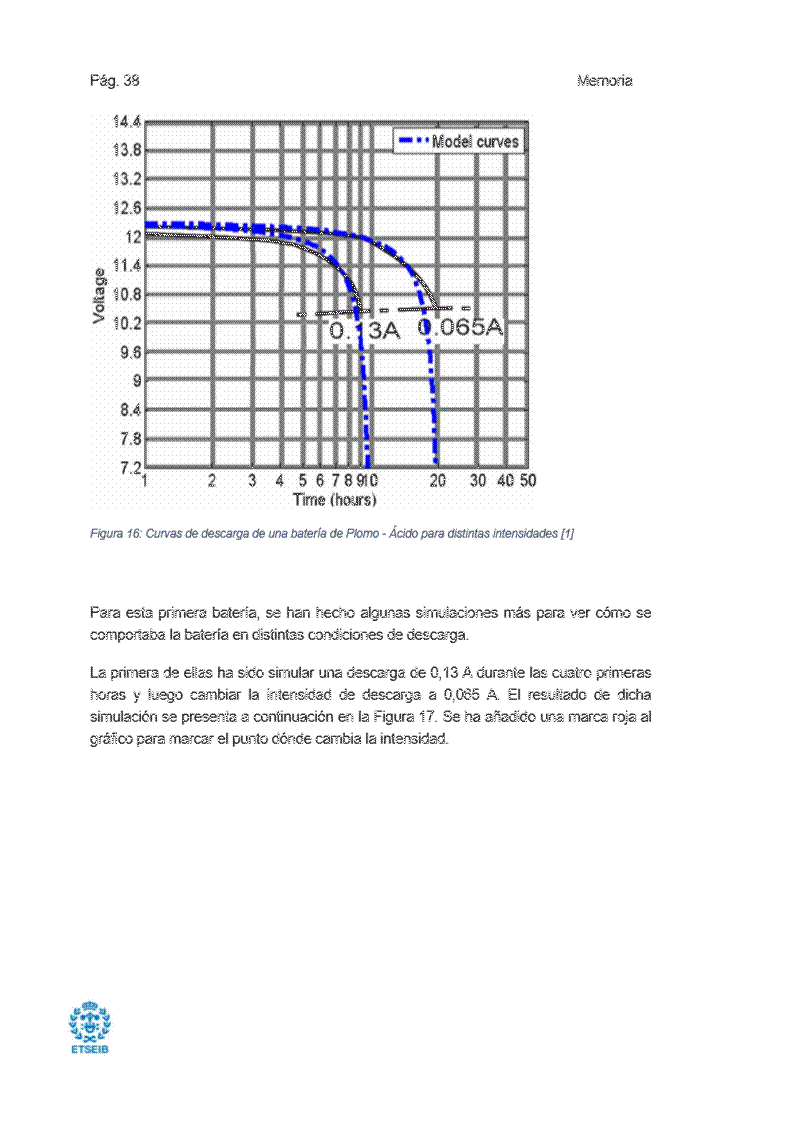 Pág. 38 Memoria
14.4
13.8
13.2
12.6
12
11.4
10.8
10.2
9.6
9
8.4
7.8
7.2
Voltage
Model curves
0.13A 0.065A
1 2 3 4 5 6 7 8 9 10 20 30 40 50
Time (hours)
Figura 16: Curvas de descarga de una batería de Plomo - Ácido para distintas intensidades [1]
Para esta primera batería, se han hecho algunas simulaciones más para ver cómo se
comportaba la batería en distintas condiciones de descarga.
La primera de ellas ha sido simular una descarga de 0,13 A durante las cuatro primeras
horas y luego cambiar la intensidad de descarga a 0,065 A. El resultado de dicha
simulación se presenta a continuación en la Figura 17. Se ha añadido una marca roja al
gráfico para marcar el punto dónde cambia la intensidad.
ETSEIB